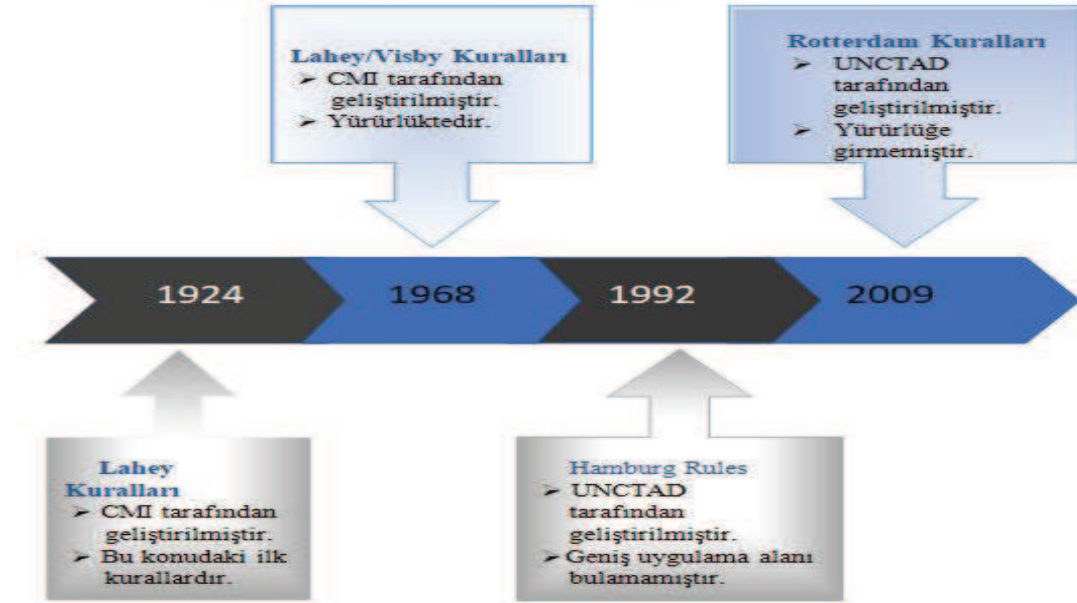 Lahey/Visby Kuralları
➢ CMI tarafından
geliştirilmiştir.
➢ Yürürlüktedir.
Rotterdam Kuralları
➢ UNCTAD
tarafından
geliştirilmiştir.
➢ Yürürlüğe
girmemiştir.
1924
1968
1992
2009
Lahey
Kuralları
➢ CMI tarafından
geliştirilmiştir.
➢ Bu konudaki ilk
kurallardır.
Hamburg Rules
➢ UNCTAD
tarafından
geliştirilmiştir.
➢ Geniş uygulama alanı
bulamamıştır.